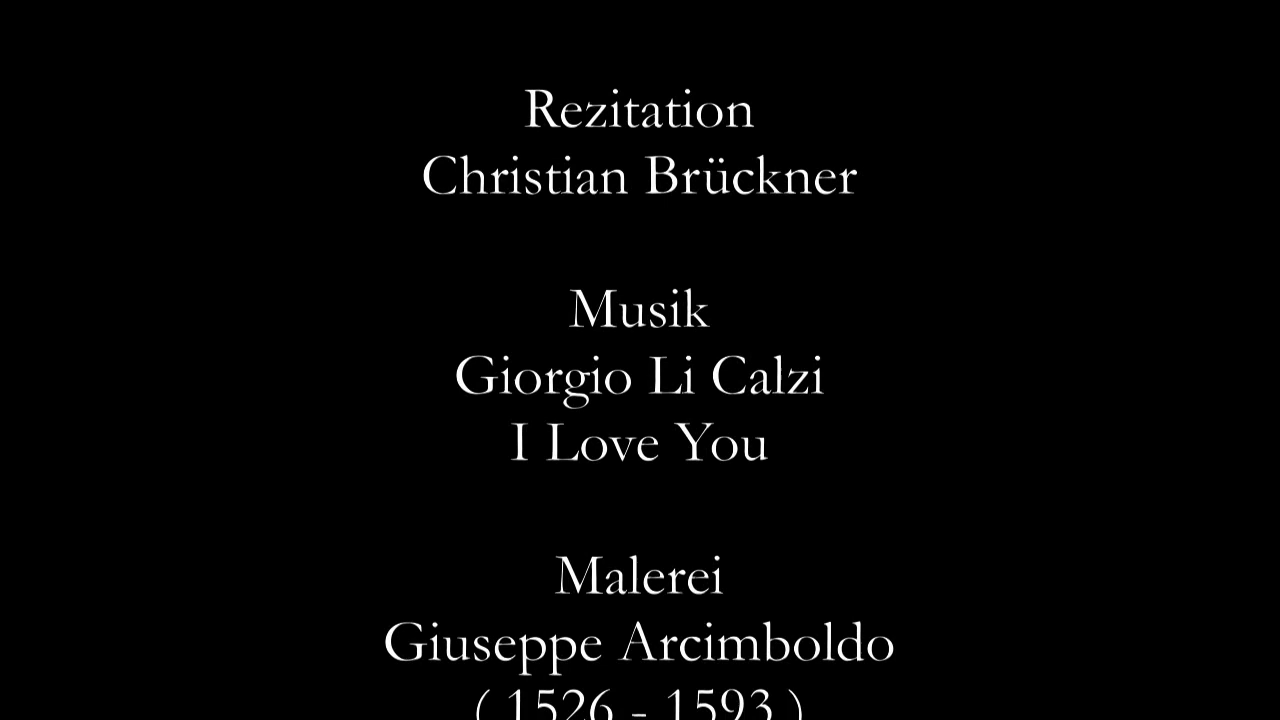 Rezitation
Christian Brückner
Musik
Giorgio Li Calzi
I Love You
Malerei
Giuseppe Arcimboldo
( 1526 - 1593 )